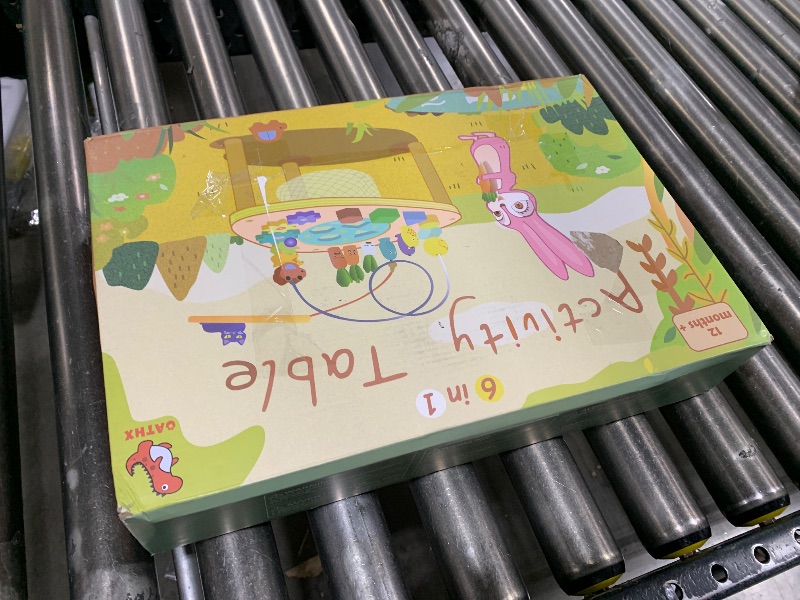 OATHX
6 in 1
Activity Table
12
months +